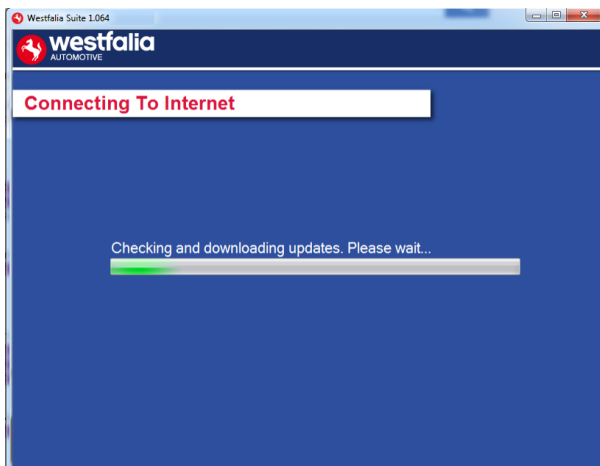 Westfalia Suite 1.064
westfalia
AUTOMOTIVE
Connecting To Internet
Checking and downloading updates. Please wait...